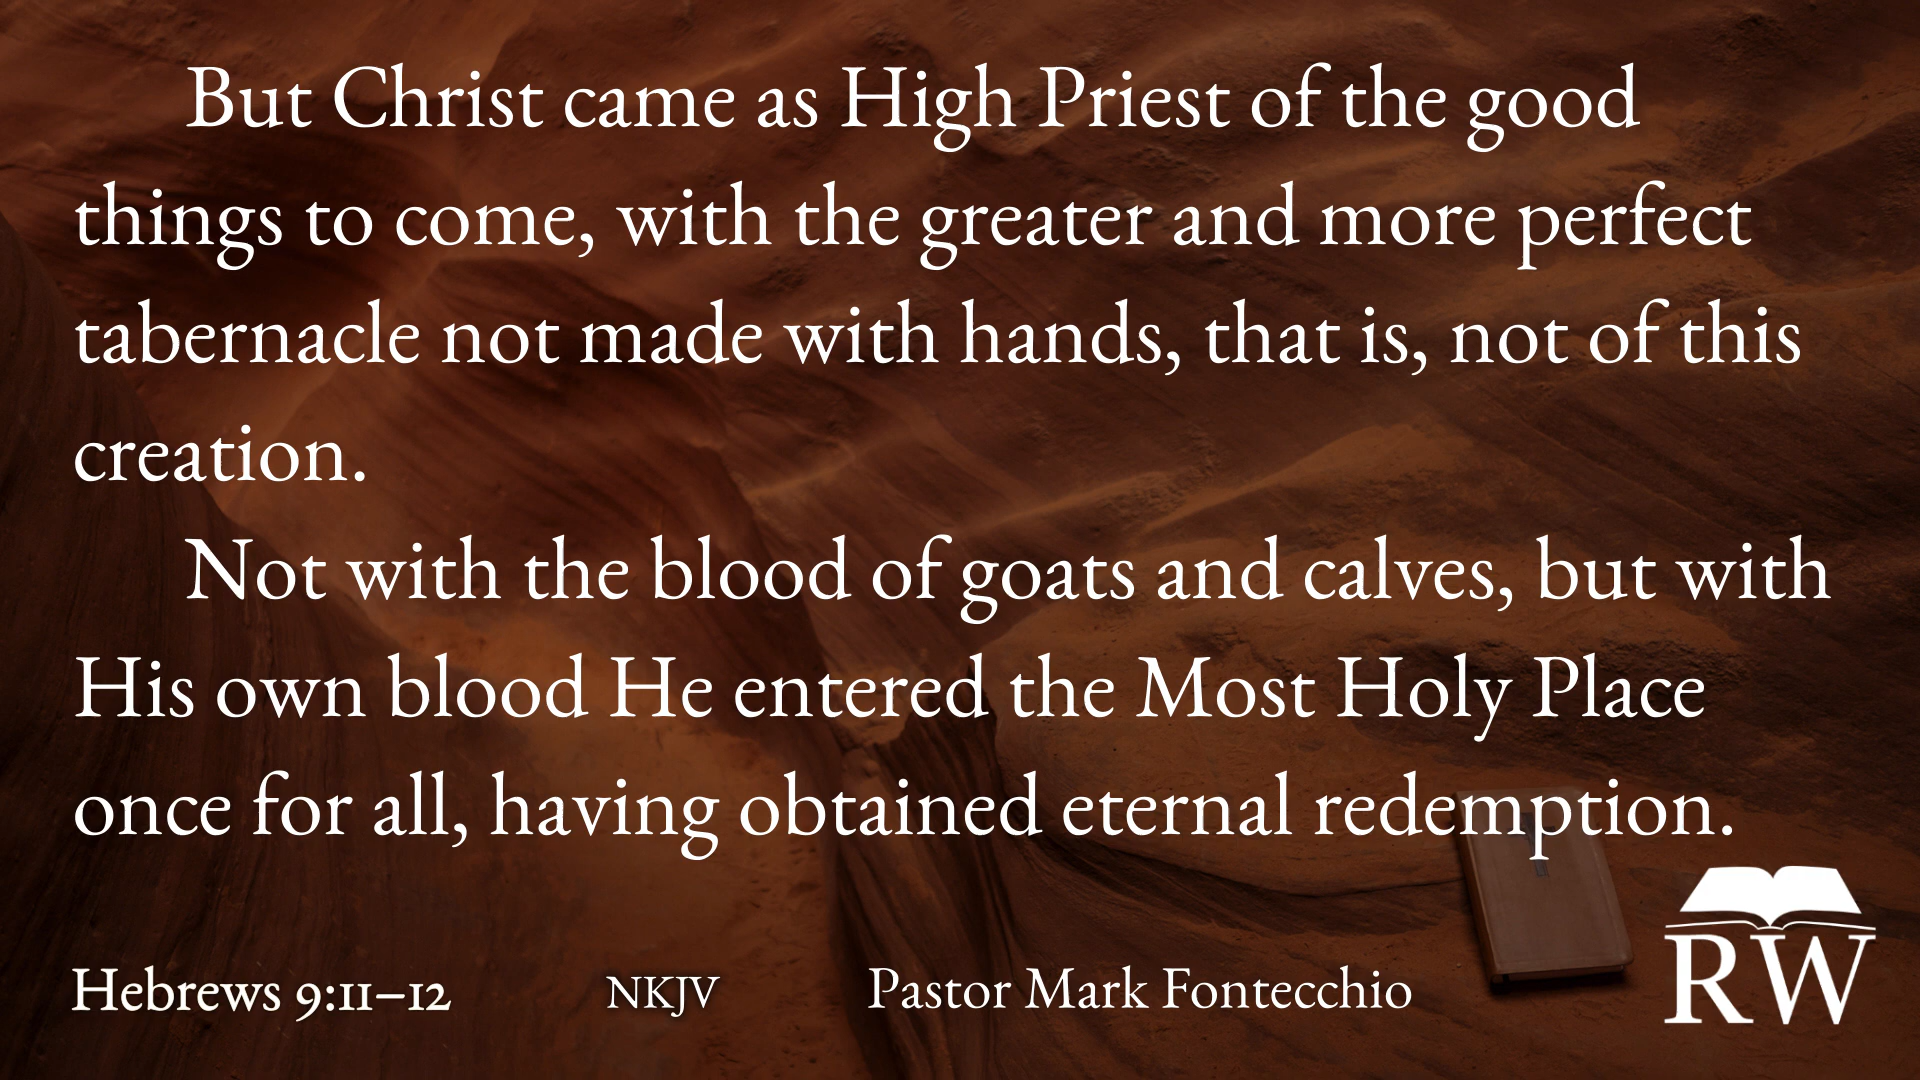 But Christ came as High Priest of the good
things to come, with the greater and more perfect
tabernacle not made with hands, that is, not of this
creation.
Not with the blood of goats and calves, but with
His own blood He entered the Most Holy Place
once for all, having obtained eternal redemption.
Hebrews 9:11–12 NKJV Pastor Mark Fontecchio
RW